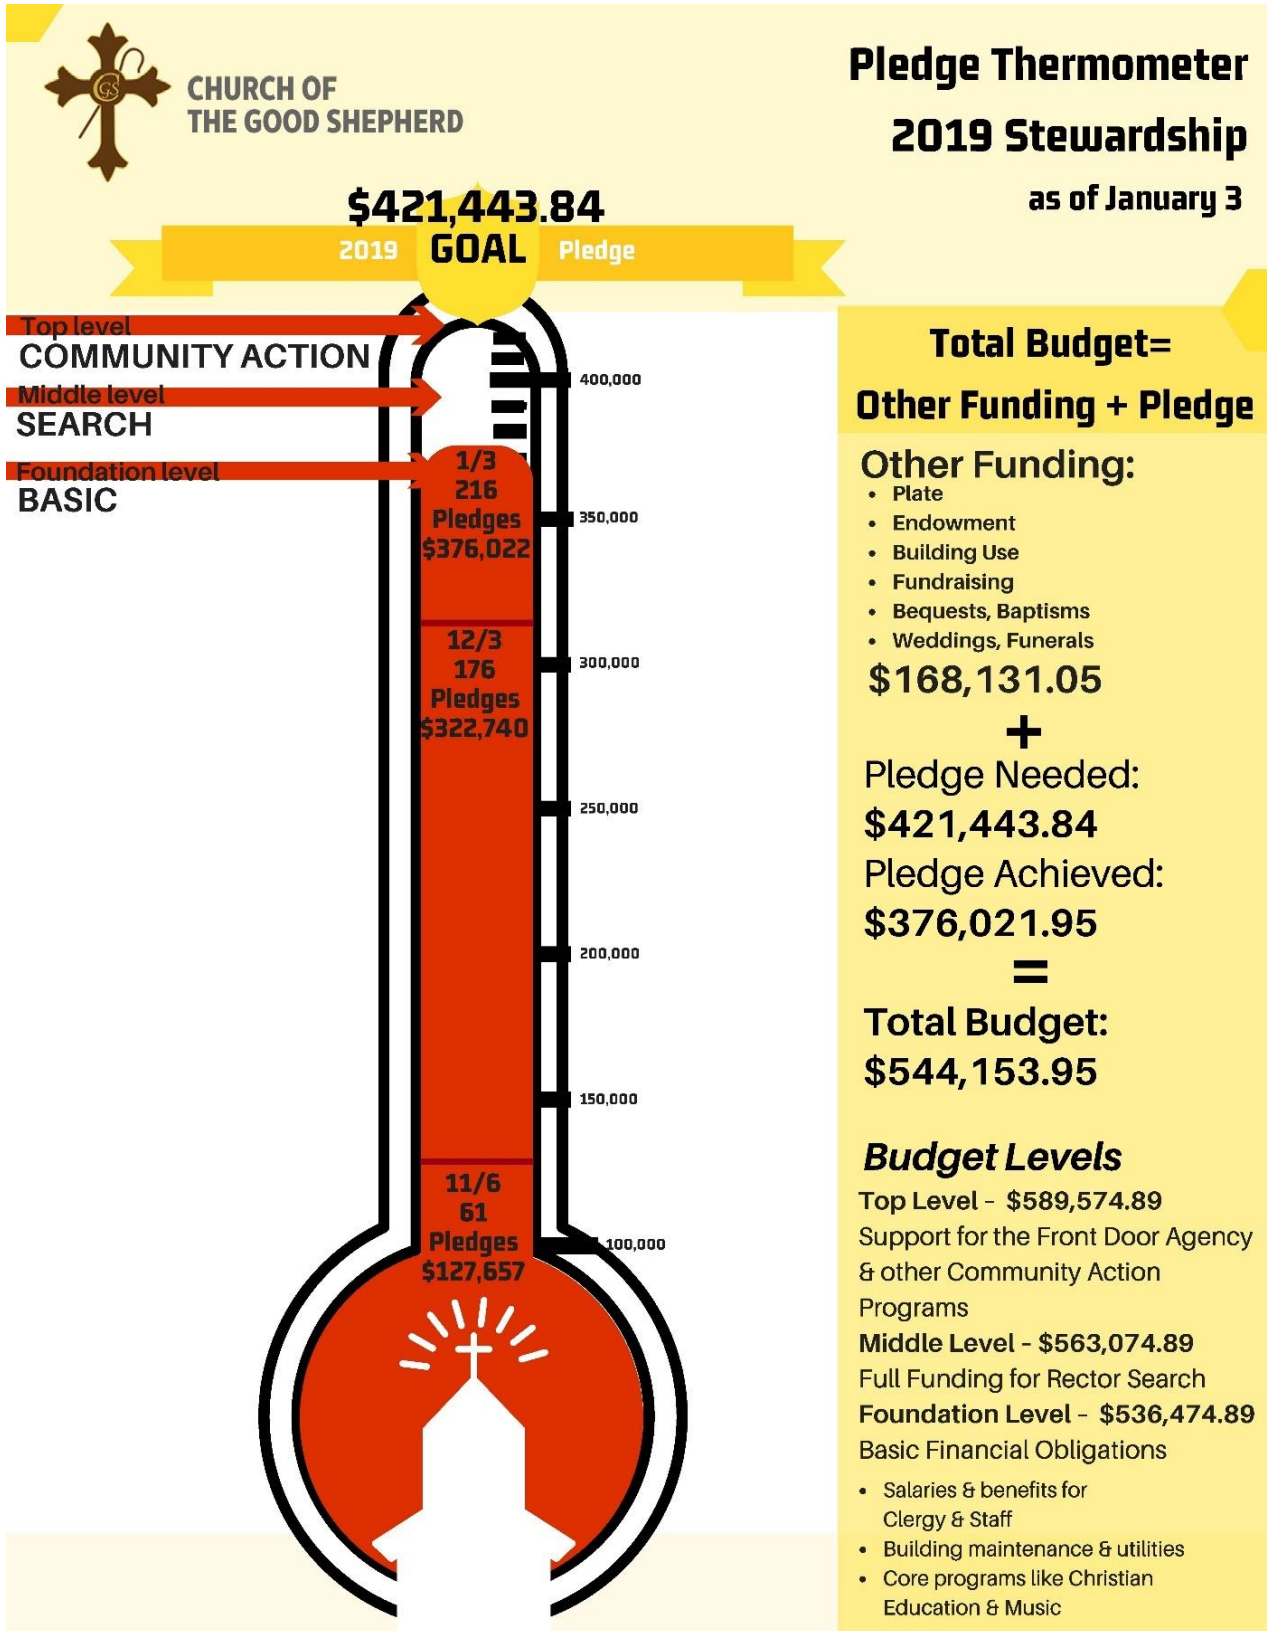 CHURCH OF
THE GOOD SHEPHERD
Pledge Thermometer
2019 Stewardship
as of January 3
$421,443.84
2019 GOAL Pledge
Top level
COMMUNITY ACTION
Middle level
SEARCH
Foundation level
BASIC
400,000
350,000
300,000
250,000
200,000
150,000
100,000
1/3
216
Pledges
$376,022
12/3
176
Pledges
$322,740
11/6
61
Pledges
$127,657
Total Budget=
Other Funding + Pledge
Other Funding:
• Plate
• Endowment
• Building Use
• Fundraising
• Bequests, Baptisms
• Weddings, Funerals
$168,131.05
+
Pledge Needed:
$421,443.84
Pledge Achieved:
$376,021.95
=
Total Budget:
$544,153.95
Budget Levels
Top Level - $589,574.89
Support for the Front Door Agency
& other Community Action
Programs
Middle Level - $563,074.89
Full Funding for Rector Search
Foundation Level - $536,474.89
Basic Financial Obligations
• Salaries & benefits for
Clergy & Staff
• Building maintenance & utilities
• Core programs like Christian
Education & Music
CGS